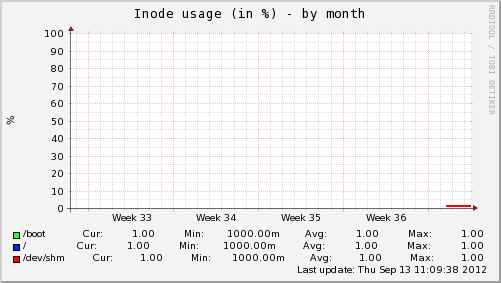 Inode usage (in %) - by month
RRDTOOL / TOBI OETIKER
%
100
90
80
70
60
50
40
30
20
10
0
Week 33 Week 34 Week 35 Week 36
/boot Cur: 1.00 Min: 1000.00m Avg: 1.00 Max: 1.00
/ Cur: 1.00 Min: 1000.00m Avg: 1.00 Max: 1.00
/dev/shm Cur: 1.00 Min: 1000.00m Avg: 1.00 Max: 1.00
Last update: Thu Sep 13 11:09:38 2012